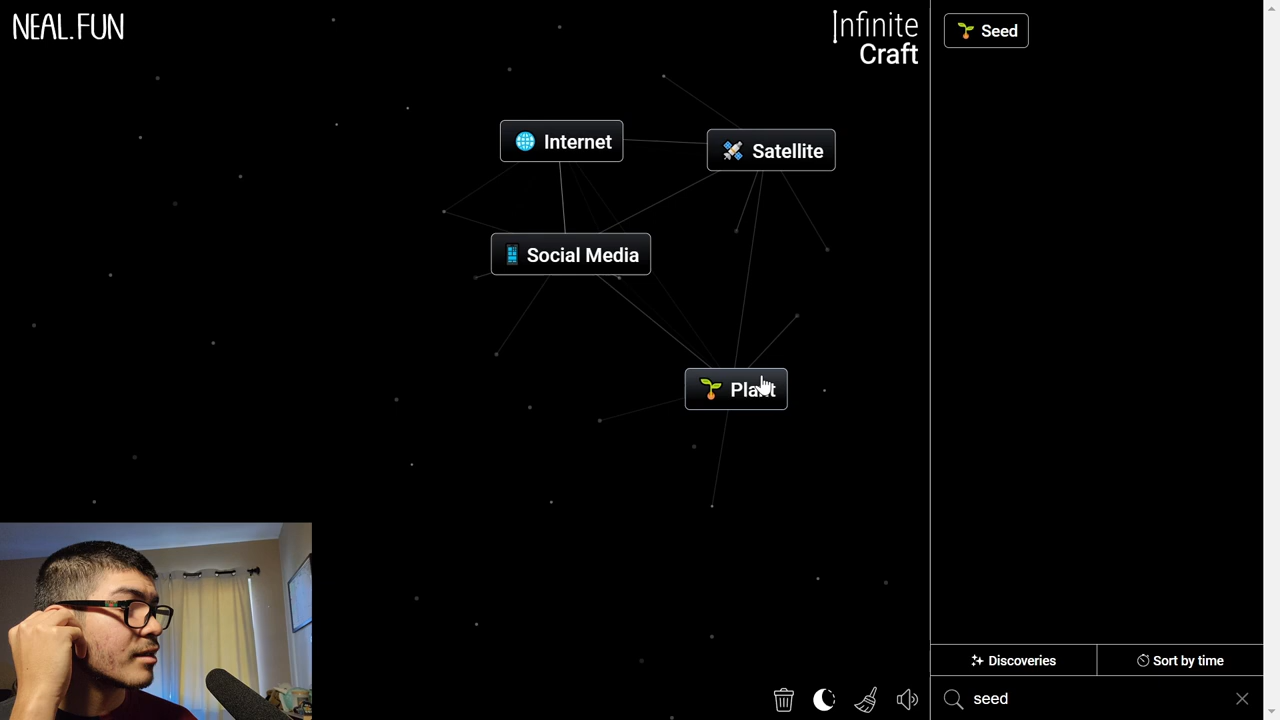 NEAL.FUN
Infinite
Craft
Seed
Internet
Satellite
Social Media
Plant
Discoveries
Sort by time
seed